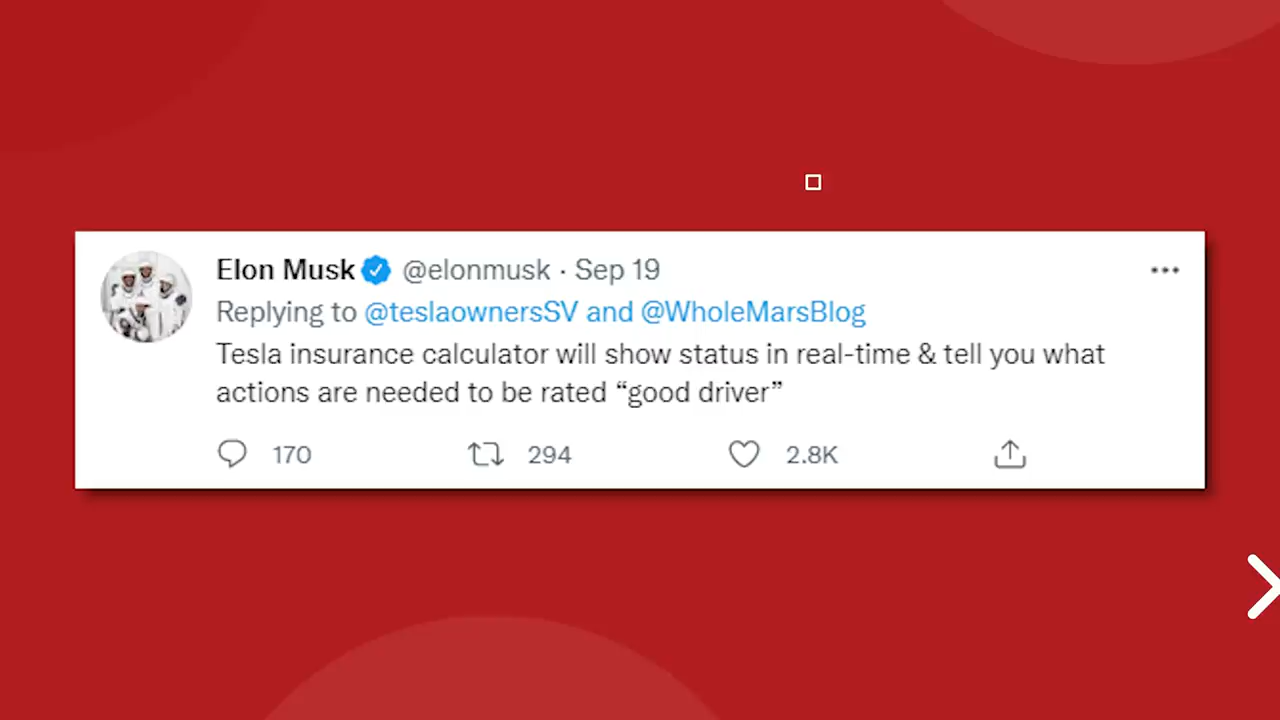 Elon Musk @elonmusk · Sep 19
Replying to @teslaownersSV and @WholeMarsBlog
Tesla insurance calculator will show status in real-time & tell you what
actions are needed to be rated “good driver”
170 294 2.8K